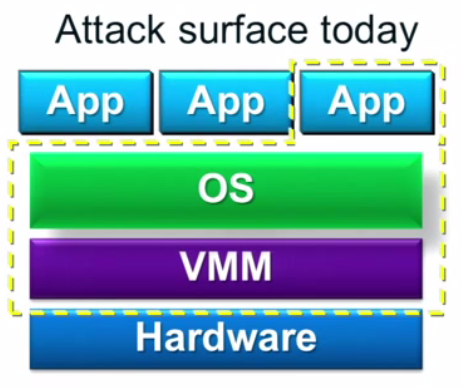 Attack surface today
App App App
OS
VMM
Hardware